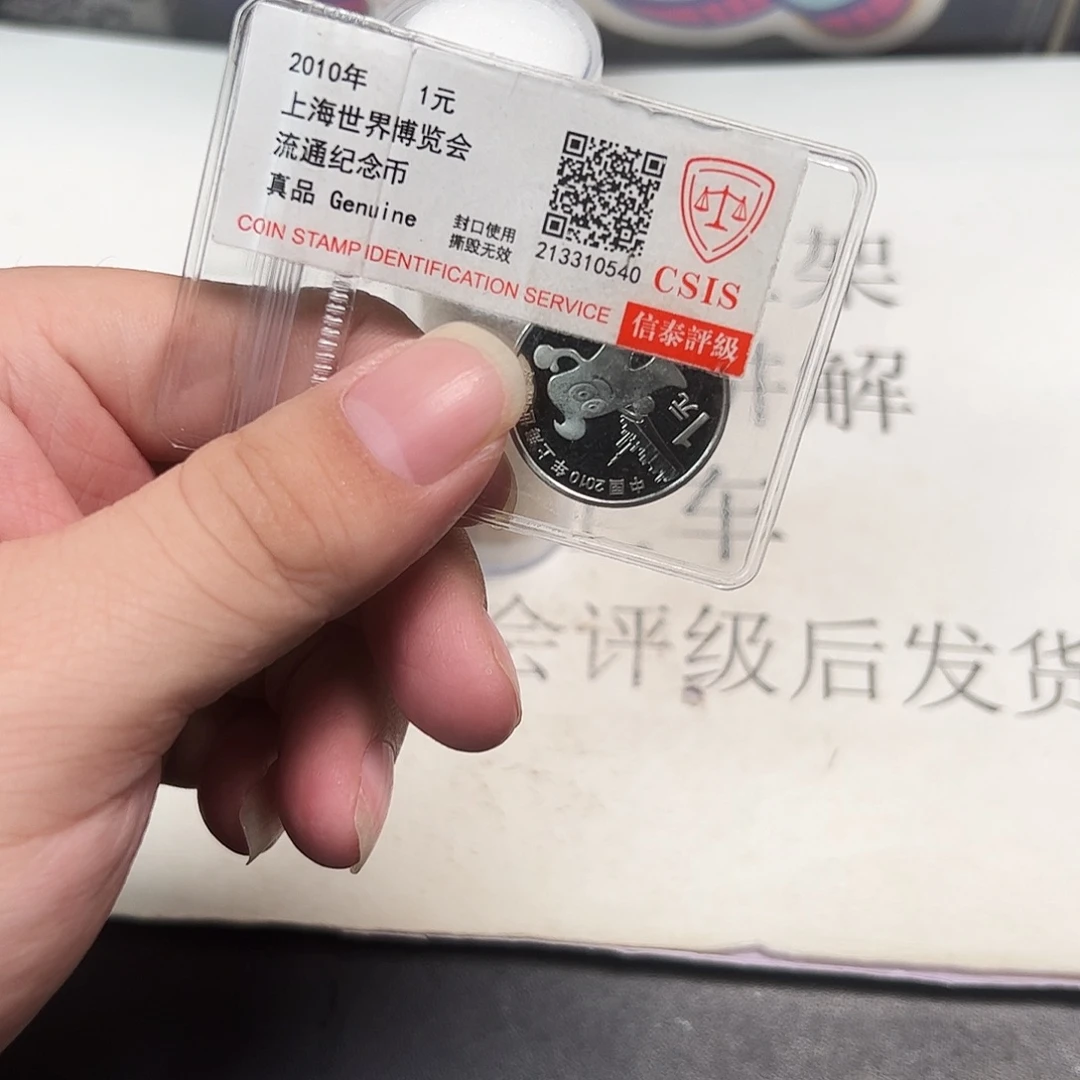 2010年 1元
上海世界博览会
流通纪念币
真品 Genuine
封口使用
撕毁无效
213310540
COIN STAMP IDENTIFICATION SERVICE
CSIS
信泰評級
1元
中国2010年上海
架
解
车
会评级后发货